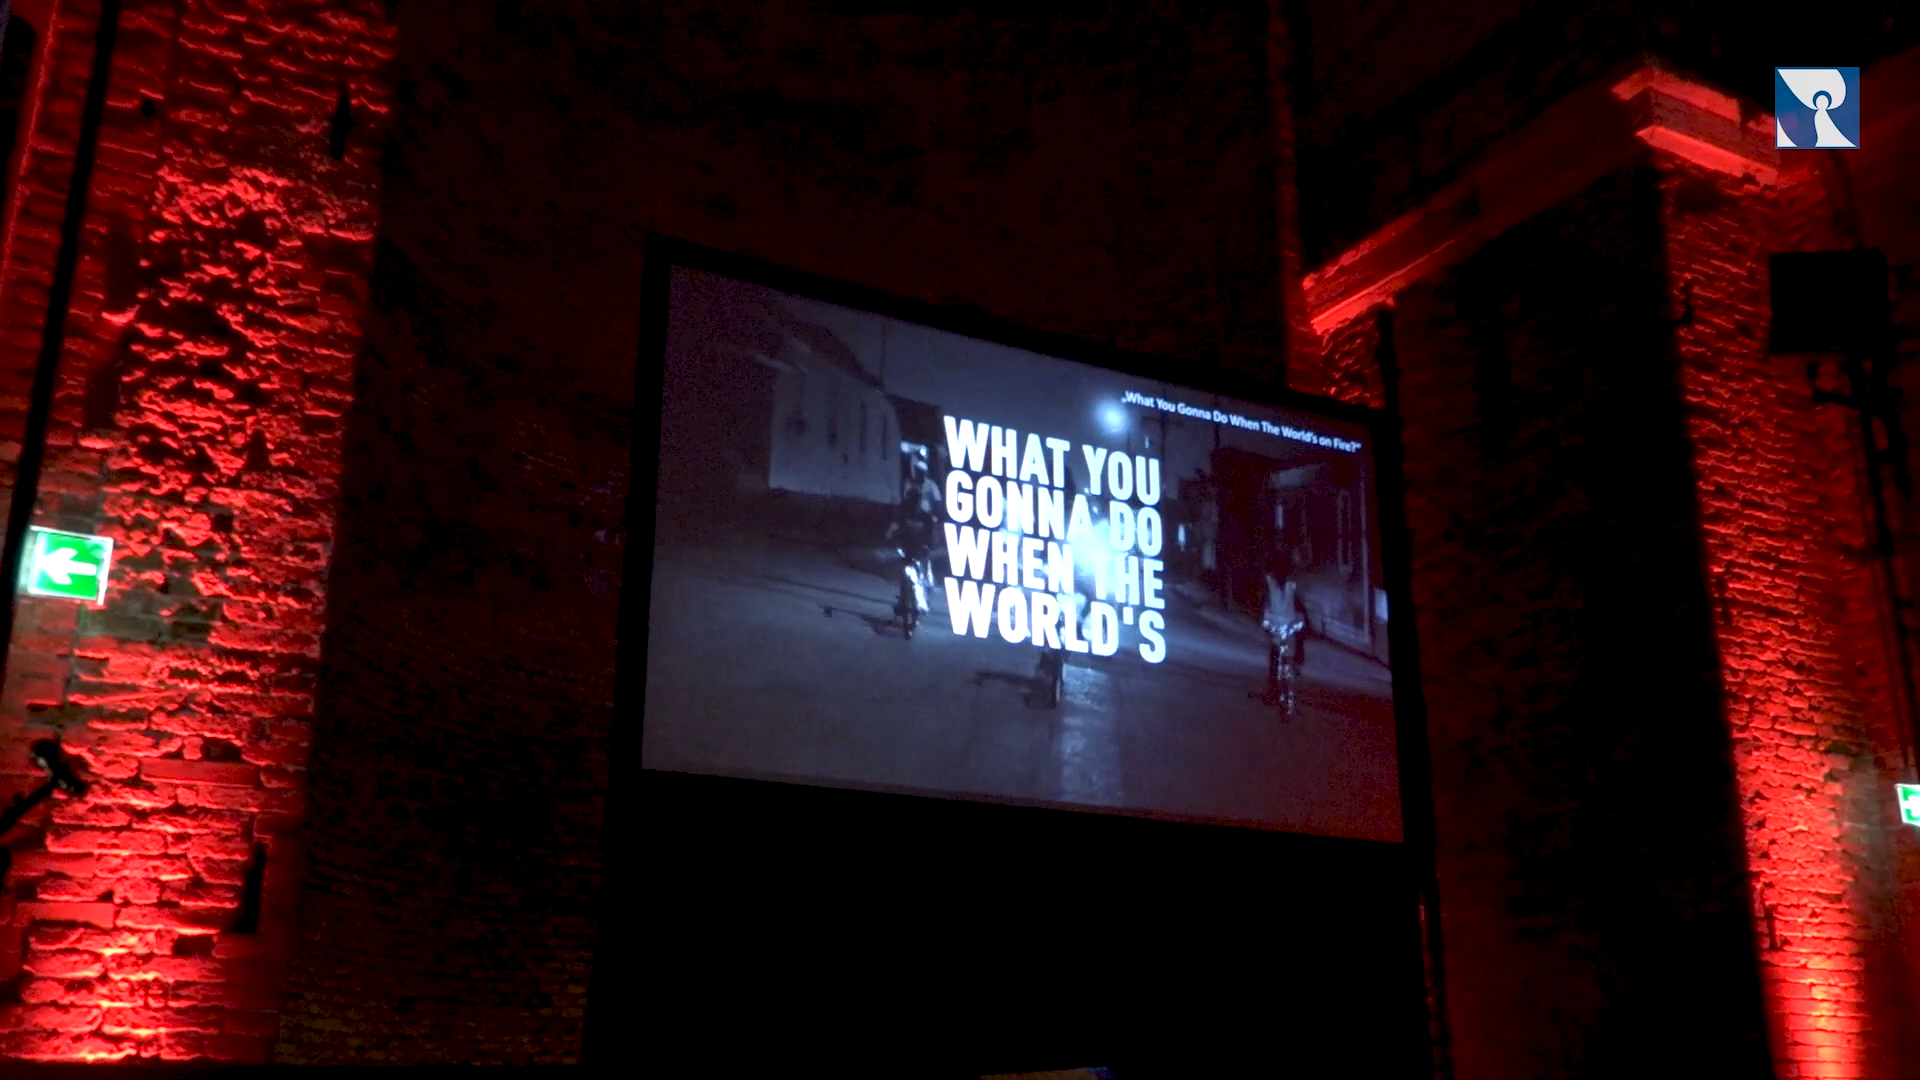 „What You Gonna Do When The World's on Fire?"
WHAT YOU
GONNA DO
WHEN THE
WORLD'S